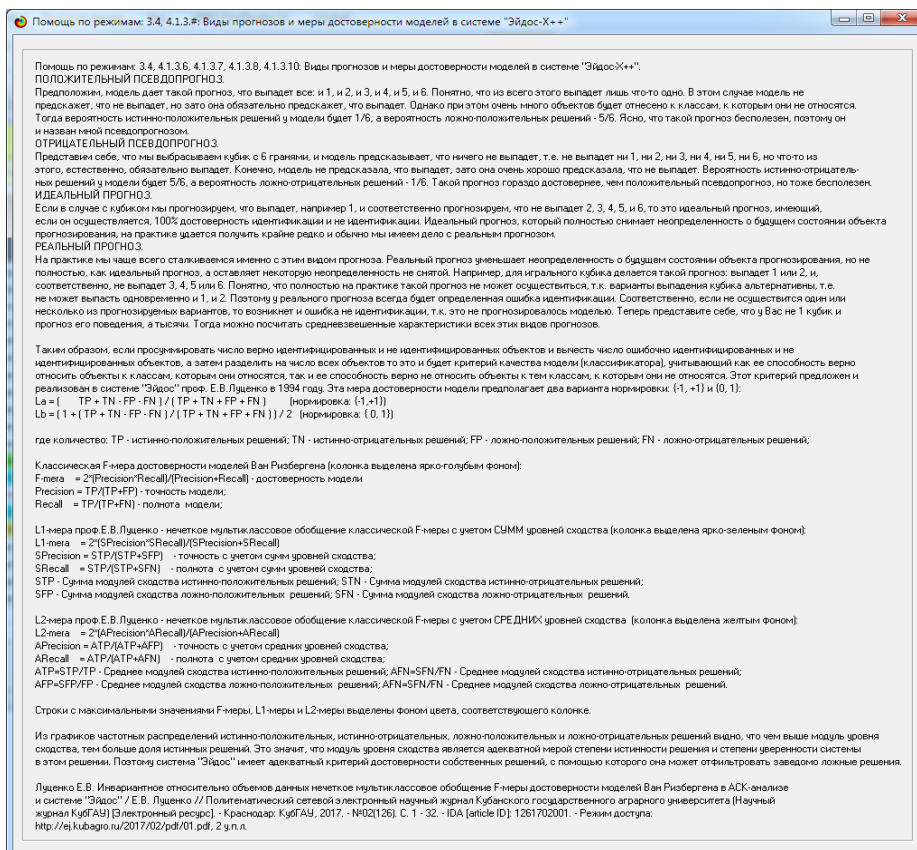 Помощь по режимам: 3.4, 4.1.3.#: Виды прогнозов и меры достоверности моделей в системе "Эйдос-Х++"
Помощь по режимам: 3.4, 4.1.3.6, 4.1.3.7, 4.1.3.8, 4.1.3.10: Виды прогнозов и меры достоверности моделей в системе "Эйдос-Х++".
ПОЛОЖИТЕЛЬНЫЙ ПСЕВДОПРОГНОЗ.
Предположим, модель дает такой прогноз, что выпадет все: и 1, и 2, и 3, и 4, и 5, и 6. Понятно, что из всего этого выпадет лишь что-то одно. В этом случае модель не
предскажет, что не выпадет, но зато она обязательно предскажет, что выпадет. Однако при этом очень много объектов будет отнесено к классам, к которым они не относятся.
Тогда вероятность истинно-положительных решений у модели будет 1/6, а вероятность ложно-положительных решений - 5/6. Ясно, что такой прогноз бесполезен, поэтому он
и назван мной псевдопрогнозом.
ОТРИЦАТЕЛЬНЫЙ ПСЕВДОПРОГНОЗ.
Представим себе, что мы выбрасываем кубик с 6 гранями, и модель предсказывает, что ничего не выпадет, т.е. не выпадет ни 1, ни 2, ни 3, ни 4, ни 5, ни 6, но что-то из
этого, естественно, обязательно выпадет. Конечно, модель не предсказала, что выпадет, зато она очень хорошо предсказала, что не выпадет. Вероятность истинно-отрицатель-
ных решений у модели будет 5/6, а вероятность ложно-отрицательных решений - 1/6. Такой прогноз гораздо достовернее, чем положительный псевдопрогноз, но тоже бесполезен.
ИДЕАЛЬНЫЙ ПРОГНОЗ.
Если в случае с кубиком мы прогнозируем, что выпадет, например 1, и соответственно прогнозируем, что не выпадет 2, 3, 4, 5, и 6, то это идеальный прогноз, имеющий,
если он осуществляется, 100% достоверность идентификации и не идентификации. Идеальный прогноз, который полностью снимает неопределенность о будущем состоянии объекта
прогнозирования, на практике удается получить крайне редко и обычно мы имеем дело с реальным прогнозом.
РЕАЛЬНЫЙ ПРОГНОЗ.
На практике мы чаще всего сталкиваемся именно с этим видом прогноза. Реальный прогноз уменьшает неопределенность о будущем состоянии объекта прогнозирования, но не
полностью, как идеальный прогноз, а оставляет некоторую неопределенность не снятой. Например, для игрального кубика делается такой прогноз: выпадет 1 или 2, и,
соответственно, не выпадет 3, 4, 5 или 6. Понятно, что полностью на практике такой прогноз не может осуществиться, т.к. варианты выпадения кубика альтернативны, т.е.
не может выпасть одновременно и 1, и 2. Поэтому у реального прогноза всегда будет определенная ошибка идентификации. Соответственно, если не осуществится один или
несколько из прогнозируемых вариантов, то возникнет и ошибка не идентификации, т.к. это не прогнозировалось моделью. Теперь представите себе, что у Вас не 1 кубик и
прогноз его поведения, а тысячи. Тогда можно посчитать средневзвешенные характеристики всех этих видов прогнозов.
Таким образом, если просуммировать число верно идентифицированных и не идентифицированных объектов и вычесть число ошибочно идентифицированных и не
идентифицированных объектов, а затем разделить на число всех объектов то это и будет критерий качества модели (классификатора), учитывающий как ее способность верно
относить объекты к классам, которым они относятся, так и ее способность верно не относить объекты к тем классам, к которым они не относятся. Этот критерий предложен и
реализован в системе "Эйдос" проф. Е.В.Луценко в 1994 году. Эта мера достоверности модели предполагает два варианта нормировки: {-1, +1} и {0, 1}:
La = ( TP + TN - FP - FN ) / ( TP + TN + FP + FN ) (нормировка: {-1,+1})
Lb = ( 1 + ( TP + TN - FP - FN ) / ( TP + TN + FP + FN ) ) / 2 (нормировка: { 0, 1})
где количество: TP - истинно-положительных решений; TN - истинно-отрицательных решений; FP - ложно-положительных решений; FN - ложно-отрицательных решений;
Классическая F-мера достоверности моделей Ван Ризбергена (колонка выделена ярко-голубым фоном):
F-mera = 2*(Precision*Recall)/(Precision+Recall) - достоверность модели
Precision = TP/(TP+FP) - точность модели;
Recall = TP/(TP+FN) - полнота модели;
L1-мера проф.Е.В.Луценко - нечеткое мультиклассовое обобщение классической F-меры с учетом СУММ уровней сходства (колонка выделена ярко-зеленым фоном):
L1-mera = 2*(SPrecision*SRecall)/(SPrecision+SRecall)
SPrecision = STP/(STP+SFP) - точность с учетом сумм уровней сходства;
SRecall = STP/(STP+SFN) - полнота с учетом сумм уровней сходства;
STP - Сумма модулей сходства истинно-положительных решений; STN - Сумма модулей сходства истинно-отрицательных решений;
SFP - Сумма модулей сходства ложно-положительных решений; SFN - Сумма модулей сходства ложно-отрицательных решений.
L2-мера проф.Е.В.Луценко - нечеткое мультиклассовое обобщение классической F-меры с учетом СРЕДНИХ уровней сходства (колонка выделена желтым фоном):
L2-mera = 2*(APrecision*ARecall)/(APrecision+ARecall)
APrecision = ATP/(ATP+AFP) - точность с учетом средних уровней сходства;
ARecall = ATP/(ATP+AFN) - полнота с учетом средних уровней сходства;
ATP=STP/TP - Среднее модулей сходства истинно-положительных решений; AFN=SFN/FN - Среднее модулей сходства истинно-отрицательных решений;
AFP=SFP/FP - Среднее модулей сходства ложно-положительных решений; AFN=SFN/FN - Среднее модулей сходства ложно-отрицательных решений.
Строки с максимальными значениями F-меры, L1-меры и L2-меры выделены фоном цвета, соответствующего колонке.
Из графиков частотных распределений истинно-положительных, истинно-отрицательных, ложно-положительных и ложно-отрицательных решений видно, что чем выше модуль уровня
сходства, тем больше доля истинных решений. Это значит, что модуль уровня сходства является адекватной мерой степени истинности решения и степени уверенности системы
в этом решении. Поэтому система "Эйдос" имеет адекватный критерий достоверности собственных решений, с помощью которого она может отфильтровать заведомо ложные решения.
Луценко Е.В. Инвариантное относительно объемов данных нечеткое мультиклассовое обобщение F-меры достоверности моделей Ван Ризбергена в АСК-анализе
и системе "Эйдос" / Е.В. Луценко // Политематический сетевой электронный научный журнал Кубанского государственного аграрного университета (Научный
журнал КубГАУ) [Электронный ресурс]. - Краснодар: КубГАУ, 2017. - №02(126). С. 1 - 32. - IDA [article ID]: 1261702001. - Режим доступа:
http://ej.kubagro.ru/2017/02/pdf/01.pdf, 2 у.п.л.